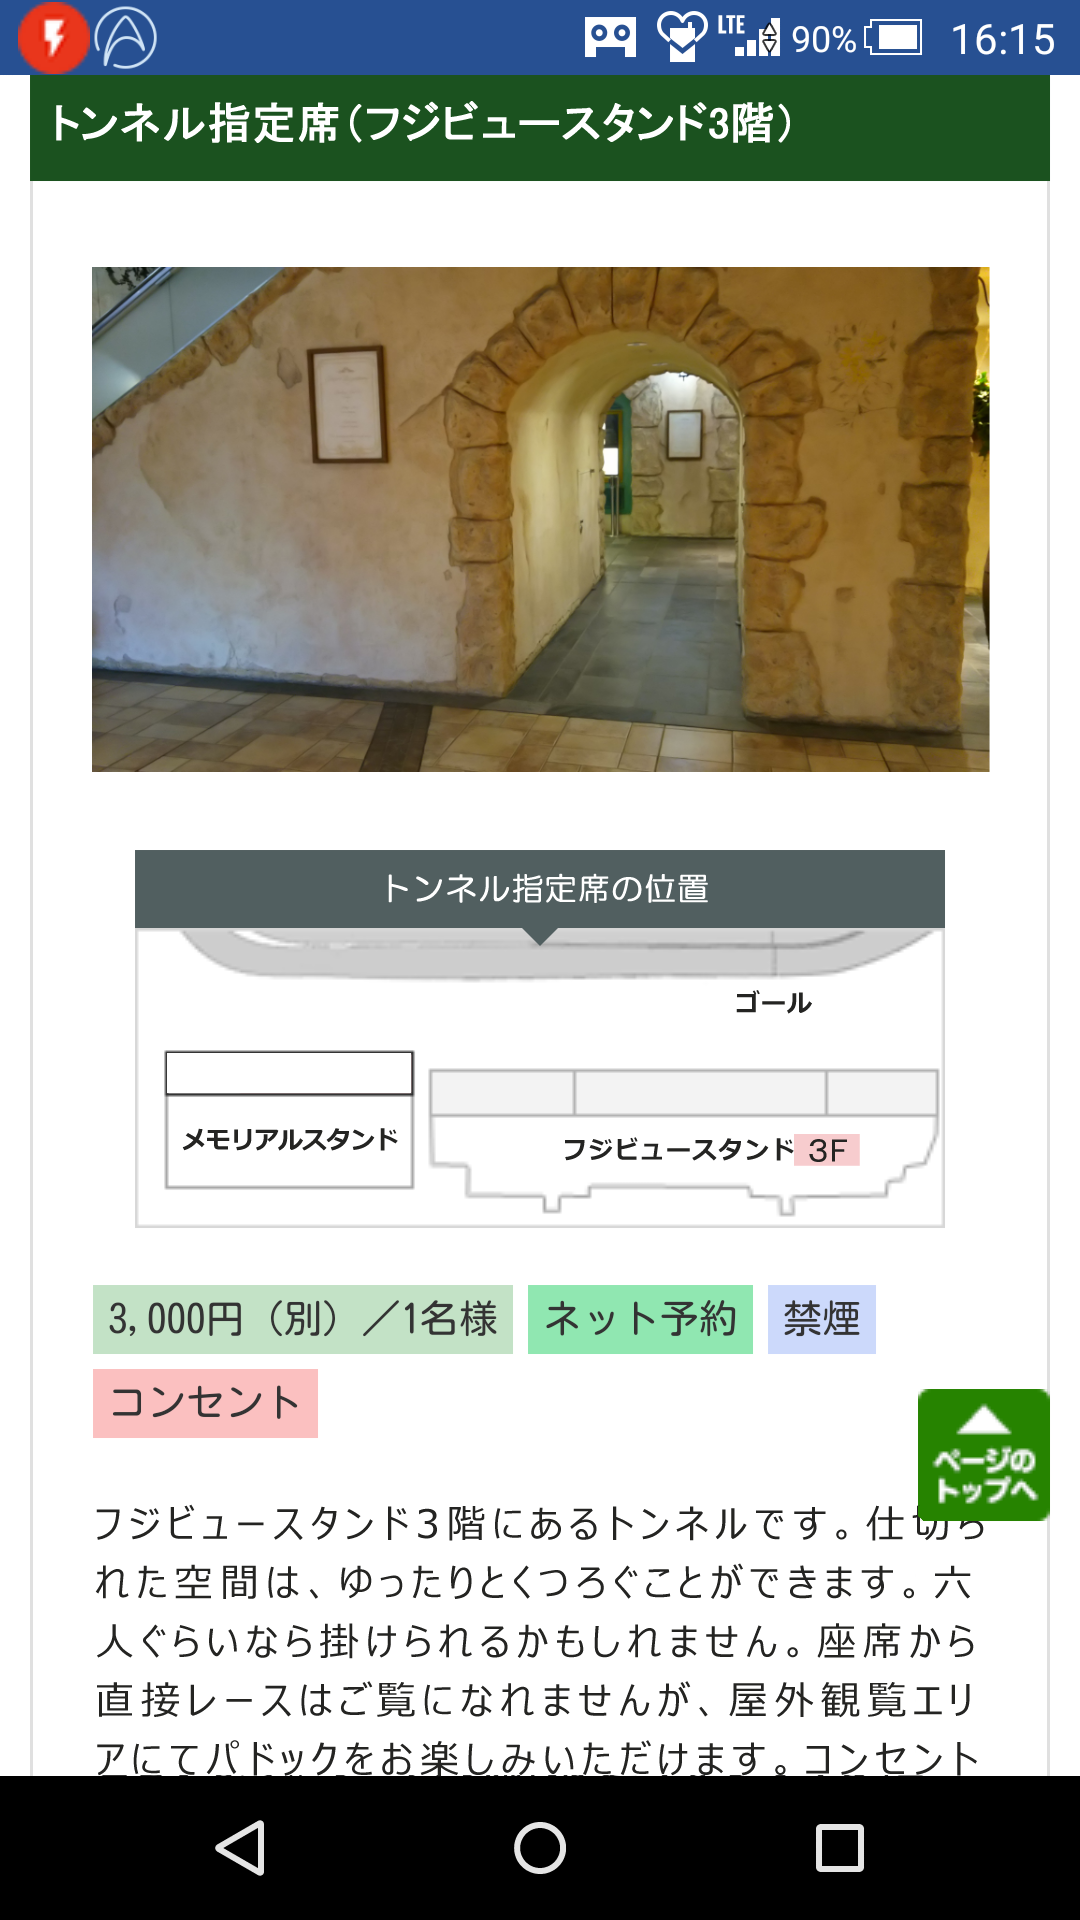 LTE 90% 16:15
トンネル指定席（フジビュースタンド3階）
トンネル指定席の位置
ゴール
メモリアルスタンド
フジビュースタンド 3F
3,000円（別）／1名様 ネット予約 禁煙
コンセント
ページの
トップへ
フジビュースタンド３階にあるトンネルです。仕切ら
れた空間は、ゆったりとくつろぐことができます。六
人ぐらいなら掛けられるかもしれません。座席から
直接レースはご覧になれませんが、屋外観覧エリ
アにてパドックをお楽しみいただけます。コンセント